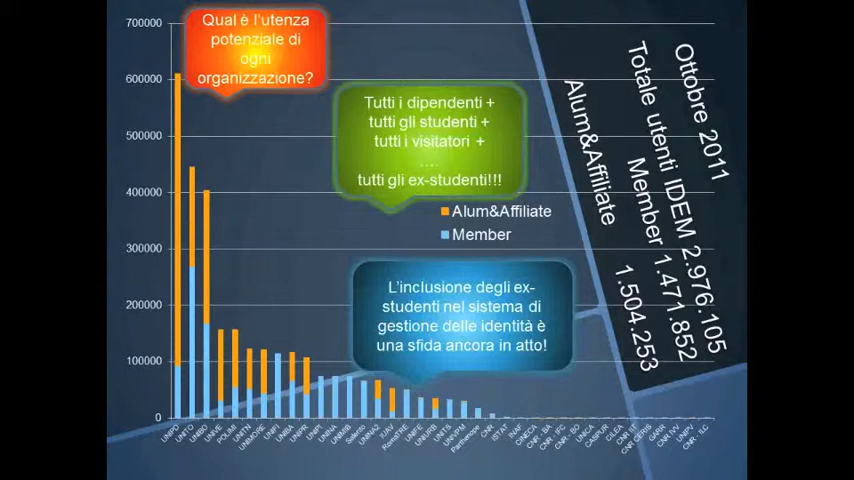 Qual è l'utenza
potenziale di
ogni
organizzazione?
Tutti i dipendenti +
tutti gli studenti +
tutti i visitatori +
....
tutti gli ex-studenti!!!
Alum&Affiliate
Member
L'inclusione degli ex-
studenti nel sistema di
gestione delle identità è
una sfida ancora in atto!
Ottobre 2011
Totale utenti IDEM 2.976.105
Member 1.471.852
Alum&Affiliate 1.504.253
700000
600000
500000
400000
300000
200000
100000
0
UNIPD
UNITO
UNIBO
UNIVE
POLIMI
UNITN
UNIMORE
UNIFI
UNIBA
UNIPR
UNIPI
UNINA
UNIMIB
Salento
UNINA2
IUAV
RomaTRE
UNIFE
UNIURB
UNITS
UNIVPM
Parthenope
CNR
ISTAT
INAF
CINECA
CNR - BA
CNR - IFC
CNR - BO
UNICA
CASPUR
CILEA
CNR IIT
CNR CERIS
GARR
CNR IVV
UNIPV
CNR - ILC